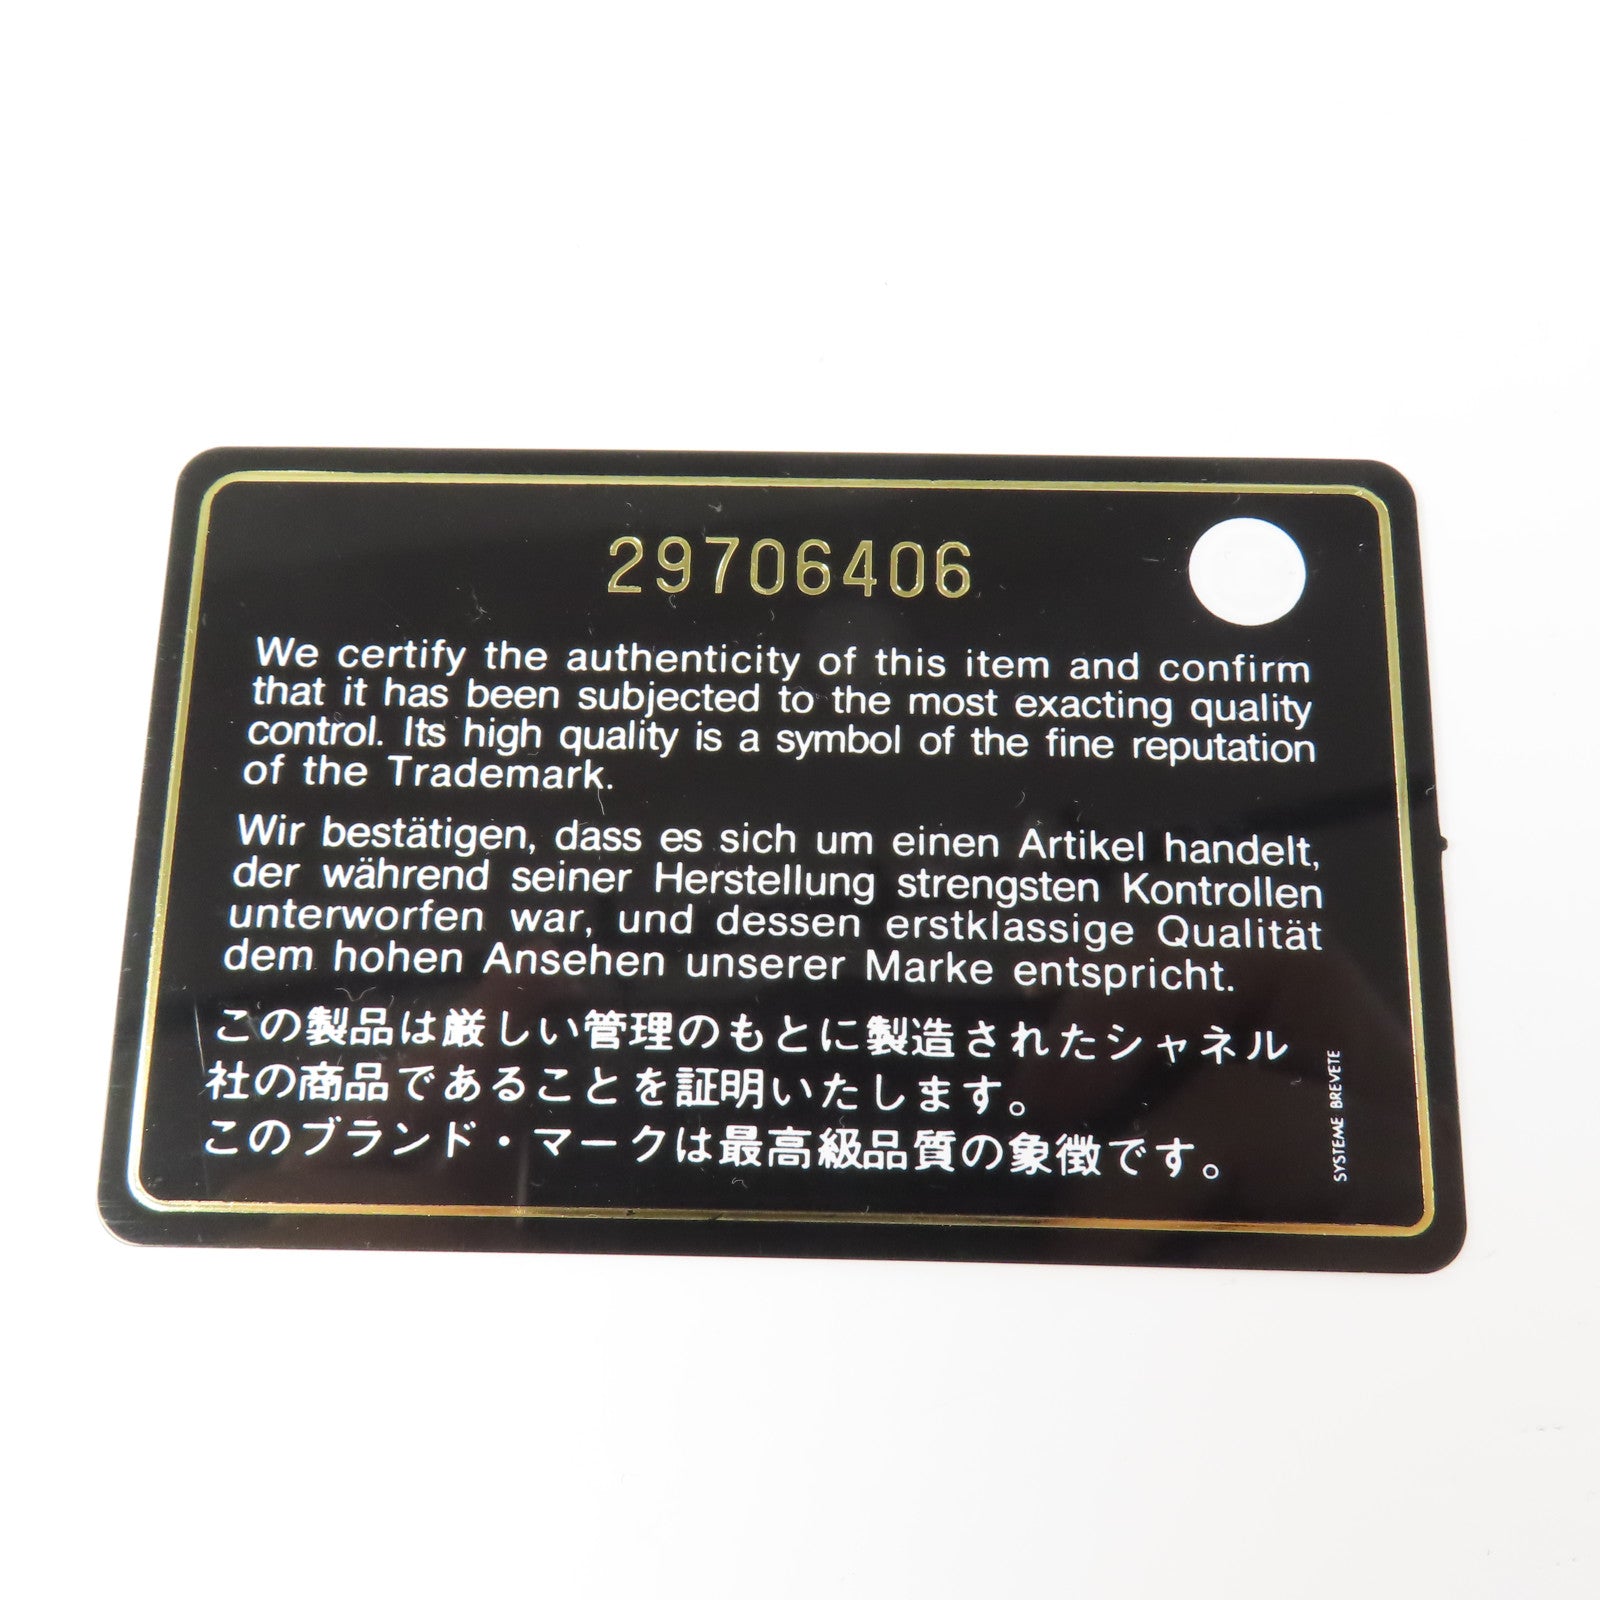 29706406
We certify the authenticity of this item and confirm
that it has been subjected to the most exacting quality
control. Its high quality is a symbol of the fine reputation
of the Trademark.
Wir bestätigen, dass es sich um einen Artikel handelt,
der während seiner Herstellung strengsten Kontrollen
unterworfen war, und dessen erstklassige Qualität
dem hohen Ansehen unserer Marke entspricht.
この製品は厳しい管理のもとに製造されたシャネル
社の商品であることを証明いたします。
このブランド・マークは最高級品質の象徴です。
SYSTEME BREVETE